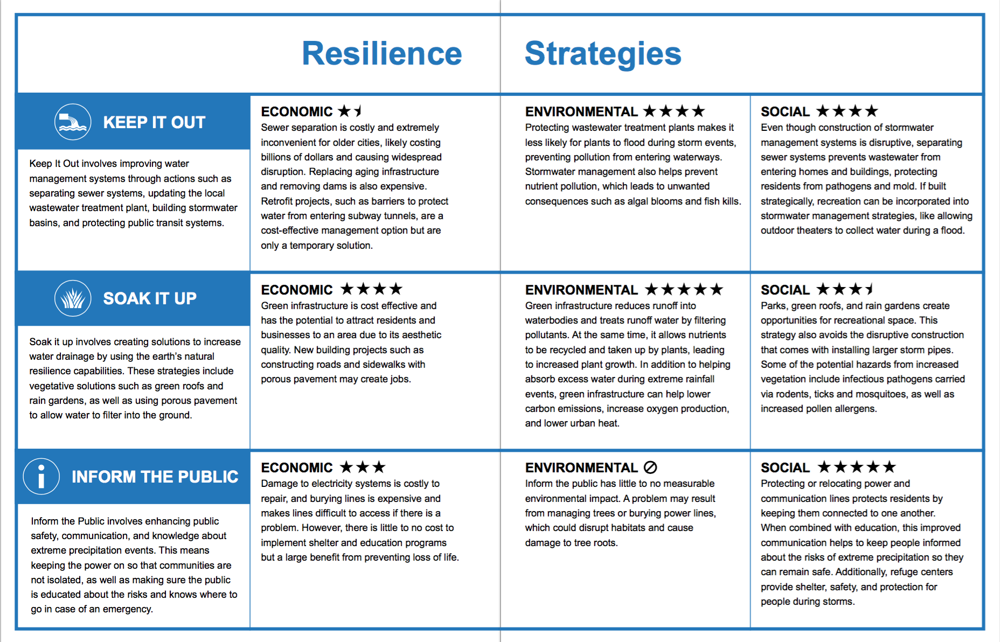 Resilience Strategies
KEEP IT OUT
Keep It Out involves improving water
management systems through actions such as
separating sewer systems, updating the local
wastewater treatment plant, building stormwater
basins, and protecting public transit systems.
ECONOMIC
Sewer separation is costly and extremely
inconvenient for older cities, likely costing
billions of dollars and causing widespread
disruption. Replacing aging infrastructure
and removing dams is also expensive.
Retrofit projects, such as barriers to protect
water from entering subway tunnels, are a
cost-effective management option but are
only a temporary solution.
ENVIRONMENTAL
Protecting wastewater treatment plants makes it
less likely for plants to flood during storm events,
preventing pollution from entering waterways.
Stormwater management also helps prevent
nutrient pollution, which leads to unwanted
consequences such as algal blooms and fish kills.
SOCIAL
Even though construction of stormwater
management systems is disruptive, separating
sewer systems prevents wastewater from
entering homes and buildings, protecting
residents from pathogens and mold. If built
strategically, recreation can be incorporated into
stormwater management strategies, like allowing
outdoor theaters to collect water during a flood.
SOAK IT UP
Soak it up involves creating solutions to increase
water drainage by using the earth's natural
resilience capabilities. These strategies include
vegetative solutions such as green roofs and
rain gardens, as well as using porous pavement
to allow water to filter into the ground.
ECONOMIC
Green infrastructure is cost effective and
has the potential to attract residents and
businesses to an area due to its aesthetic
quality. New building projects such as
constructing roads and sidewalks with
porous pavement may create jobs.
ENVIRONMENTAL
Green infrastructure reduces runoff into
waterbodies and treats runoff water by filtering
pollutants. At the same time, it allows nutrients
to be recycled and taken up by plants, leading
to increased plant growth. In addition to helping
absorb excess water during extreme rainfall
events, green infrastructure can help lower
carbon emissions, increase oxygen production,
and lower urban heat.
SOCIAL
Parks, green roofs, and rain gardens create
opportunities for recreational space. This
strategy also avoids the disruptive construction
that comes with installing larger storm pipes.
Some of the potential hazards from increased
vegetation include infectious pathogens carried
via rodents, ticks and mosquitoes, as well as
increased pollen allergens.
INFORM THE PUBLIC
Inform the Public involves enhancing public
safety, communication, and knowledge about
extreme precipitation events. This means
keeping the power on so that communities are
not isolated, as well as making sure the public
is educated about the risks and knows where to
go in case of an emergency.
ECONOMIC
Damage to electricity systems is costly to
repair, and burying lines is expensive and
makes lines difficult to access if there is a
problem. However, there is little to no cost to
implement shelter and education programs
but a large benefit from preventing loss of life.
ENVIRONMENTAL
Inform the public has little to no measurable
environmental impact. A problem may result
from managing trees or burying power lines,
which could disrupt habitats and cause
damage to tree roots.
SOCIAL
Protecting or relocating power and
communication lines protects residents by
keeping them connected to one another.
When combined with education, this improved
communication helps to keep people informed
about the risks of extreme precipitation so they
can remain safe. Additionally, refuge centers
provide shelter, safety, and protection for
people during storms.